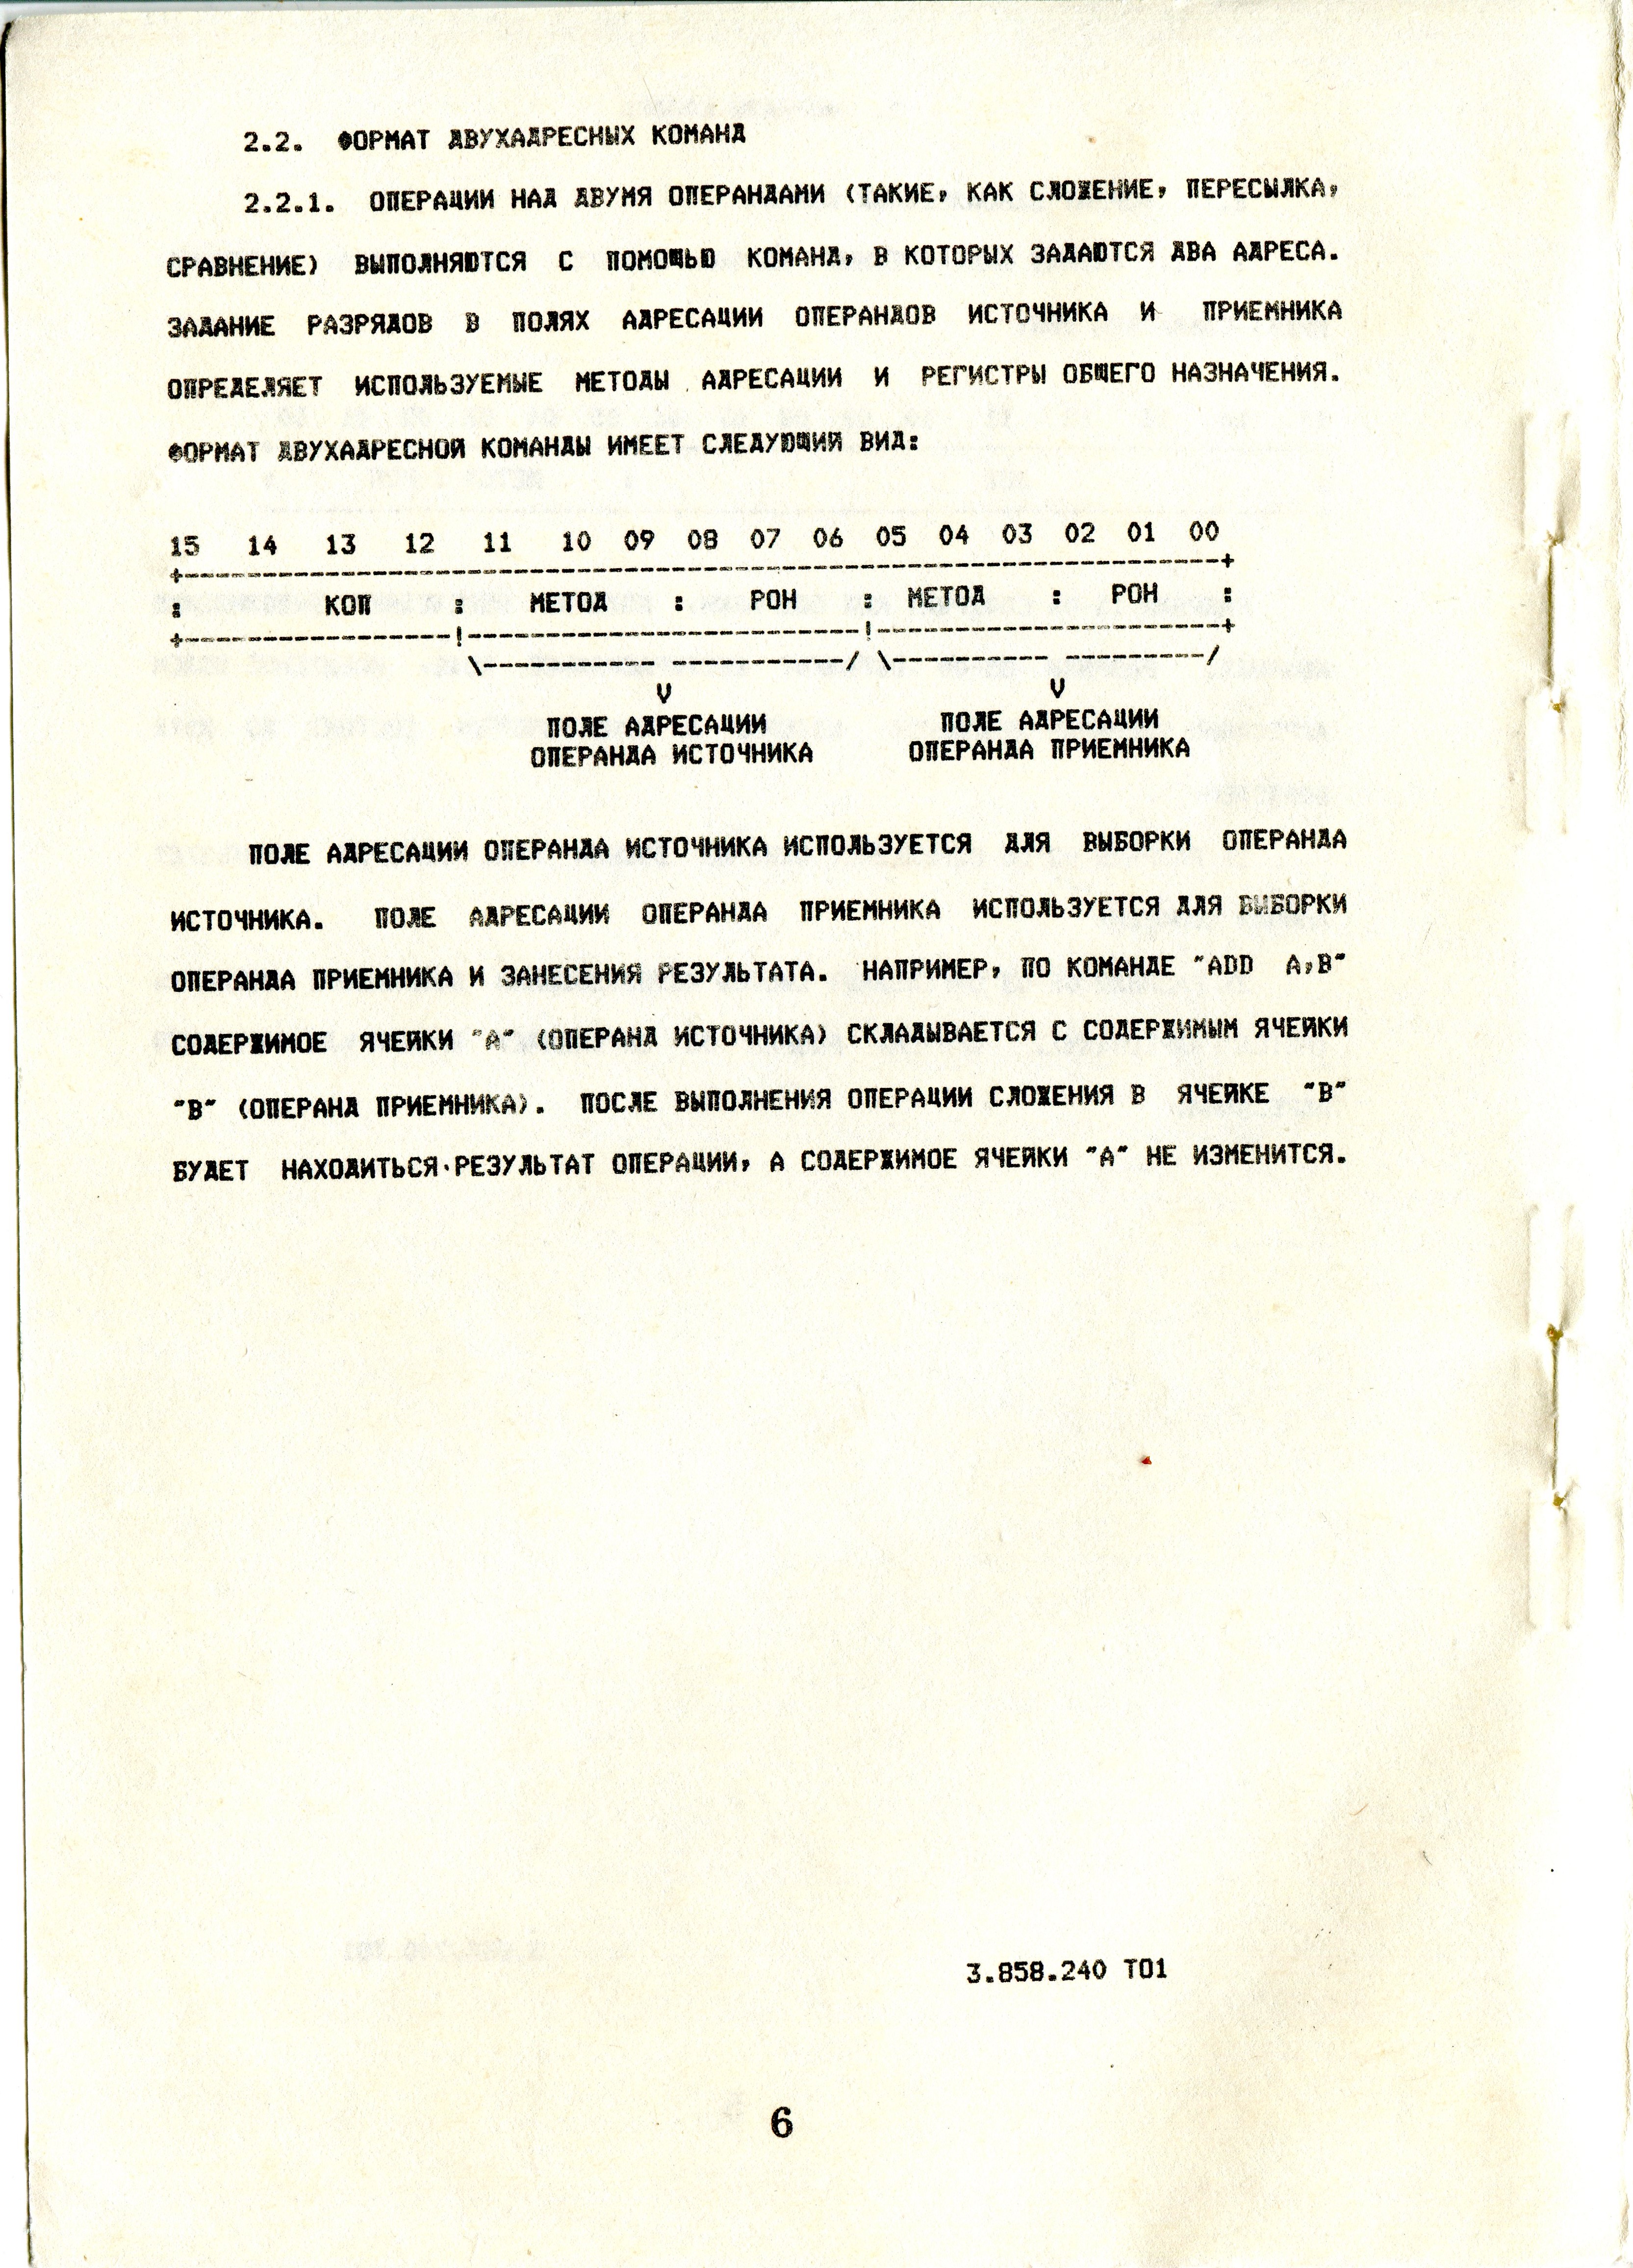 2.2. ФОРМАТ ДВУХАДРЕСНЫХ КОМАНД
2.2.1. ОПЕРАЦИИ НАД ДВУМЯ ОПЕРАНДАМИ (ТАКИЕ, КАК СЛОЖЕНИЕ, ПЕРЕСЫЛКА,
СРАВНЕНИЕ) ВЫПОЛНЯЮТСЯ С ПОМОЩЬЮ КОМАНД, В КОТОРЫХ ЗАДАЮТСЯ ДВА АДРЕСА.
ЗАДАНИЕ РАЗРЯДОВ В ПОЛЯХ АДРЕСАЦИИ ОПЕРАНДОВ ИСТОЧНИКА И ПРИЕМНИКА
ОПРЕДЕЛЯЕТ ИСПОЛЬЗУЕМЫЕ МЕТОДЫ АДРЕСАЦИИ И РЕГИСТРЫ ОБЩЕГО НАЗНАЧЕНИЯ.
ФОРМАТ ДВУХАДРЕСНОЙ КОМАНДЫ ИМЕЕТ СЛЕДУЮЩИЙ ВИД:
15 14 13 12 11 10 09 08 07 06 05 04 03 02 01 00
+------------------------------------------------------------------+
: КОП : МЕТОД : РОН : МЕТОД : РОН :
+-----------------!-------------------------!----------------------+
\----------- -----------/ \---------- ---------/
V V
ПОЛЕ АДРЕСАЦИИ ПОЛЕ АДРЕСАЦИИ
ОПЕРАНДА ИСТОЧНИКА ОПЕРАНДА ПРИЕМНИКА
ПОЛЕ АДРЕСАЦИИ ОПЕРАНДА ИСТОЧНИКА ИСПОЛЬЗУЕТСЯ ДЛЯ ВЫБОРКИ ОПЕРАНДА
ИСТОЧНИКА. ПОЛЕ АДРЕСАЦИИ ОПЕРАНДА ПРИЕМНИКА ИСПОЛЬЗУЕТСЯ ДЛЯ ВЫБОРКИ
ОПЕРАНДА ПРИЕМНИКА И ЗАНЕСЕНИЯ РЕЗУЛЬТАТА. НАПРИМЕР, ПО КОМАНДЕ "ADD A,B"
СОДЕРЖИМОЕ ЯЧЕЙКИ "A" (ОПЕРАНД ИСТОЧНИКА) СКЛАДЫВАЕТСЯ С СОДЕРЖИМЫМ ЯЧЕЙКИ
"B" (ОПЕРАНД ПРИЕМНИКА). ПОСЛЕ ВЫПОЛНЕНИЯ ОПЕРАЦИИ СЛОЖЕНИЯ В ЯЧЕЙКЕ "B"
БУДЕТ НАХОДИТЬСЯ РЕЗУЛЬТАТ ОПЕРАЦИИ, А СОДЕРЖИМОЕ ЯЧЕЙКИ "A" НЕ ИЗМЕНИТСЯ.
3.858.240 ТО1
6